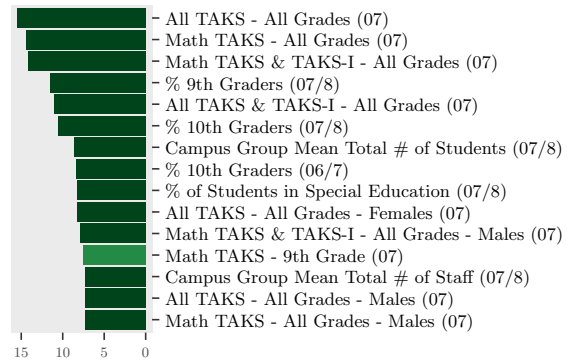 All TAKS - All Grades (07)
Math TAKS - All Grades (07)
Math TAKS & TAKS-I - All Grades (07)
% 9th Graders (07/8)
All TAKS & TAKS-I - All Grades (07)
% 10th Graders (07/8)
Campus Group Mean Total # of Students (07/8)
% 10th Graders (06/7)
% of Students in Special Education (07/8)
All TAKS - All Grades - Females (07)
Math TAKS & TAKS-I - All Grades - Males (07)
Math TAKS - 9th Grade (07)
Campus Group Mean Total # of Staff (07/8)
All TAKS - All Grades - Males (07)
Math TAKS - All Grades - Males (07)
15 10 5 0